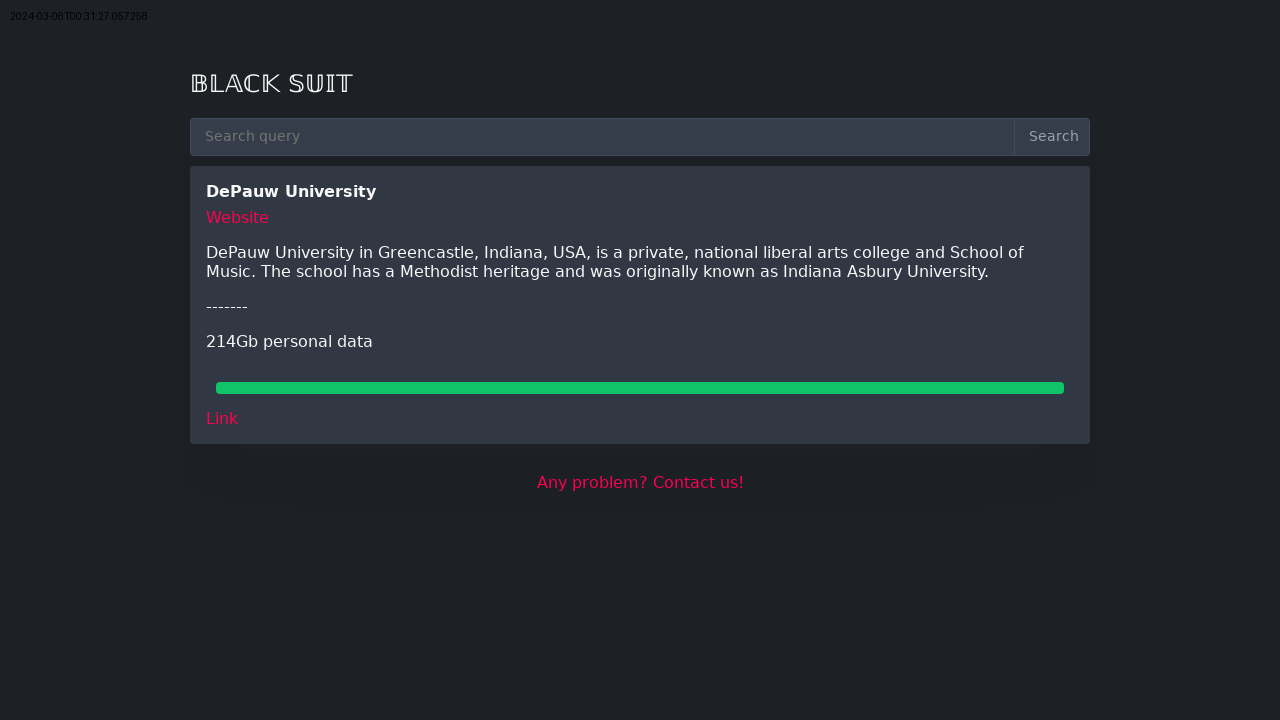 2024-03-06T00:31:27.057258
𝔹𝕃𝔸ℂ𝕂 𝕊𝕌𝕀𝕋
Search query
Search
DePauw University
Website
DePauw University in Greencastle, Indiana, USA, is a private, national liberal arts college and School of
Music. The school has a Methodist heritage and was originally known as Indiana Asbury University.
-------
214Gb personal data
Link
Any problem? Contact us!